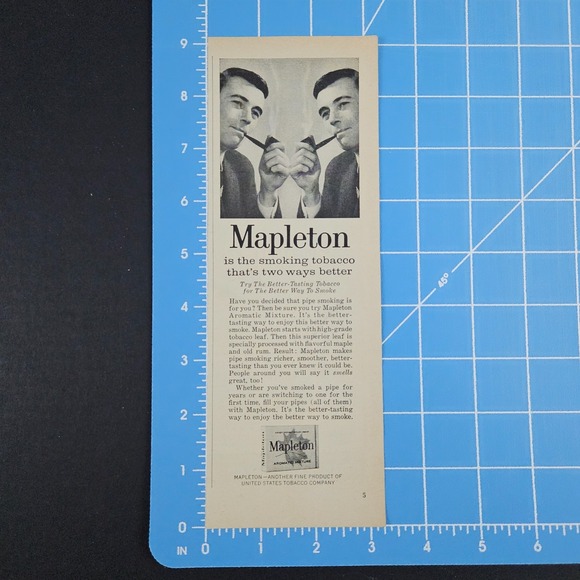 9
8
7
6
5
4
3
2
1
0
IN
0
1
2
3
4
5
6
45°
Mapleton
is the smoking tobacco
that's two ways better
Try The Better-Tasting Tobacco
for The Better Way To Smoke
Have you decided that pipe smoking is
for you? Then be sure you try Mapleton
Aromatic Mixture. It's the better-
tasting way to enjoy this better way to
smoke. Mapleton starts with high-grade
tobacco leaf. Then this superior leaf is
specially processed with flavorful maple
and old rum. Result: Mapleton makes
pipe smoking richer, smoother, better-
tasting than you ever knew it could be.
People around you will say it smells
great, too!
Whether you've smoked a pipe for
years or are switching to one for the
first time, fill your pipes (all of them)
with Mapleton. It's the better-tasting
way to enjoy the better way to smoke.
Mapleton
Mapleton
AROMATIC MIXTURE
MAPLETON—ANOTHER FINE PRODUCT OF
UNITED STATES TOBACCO COMPANY
S